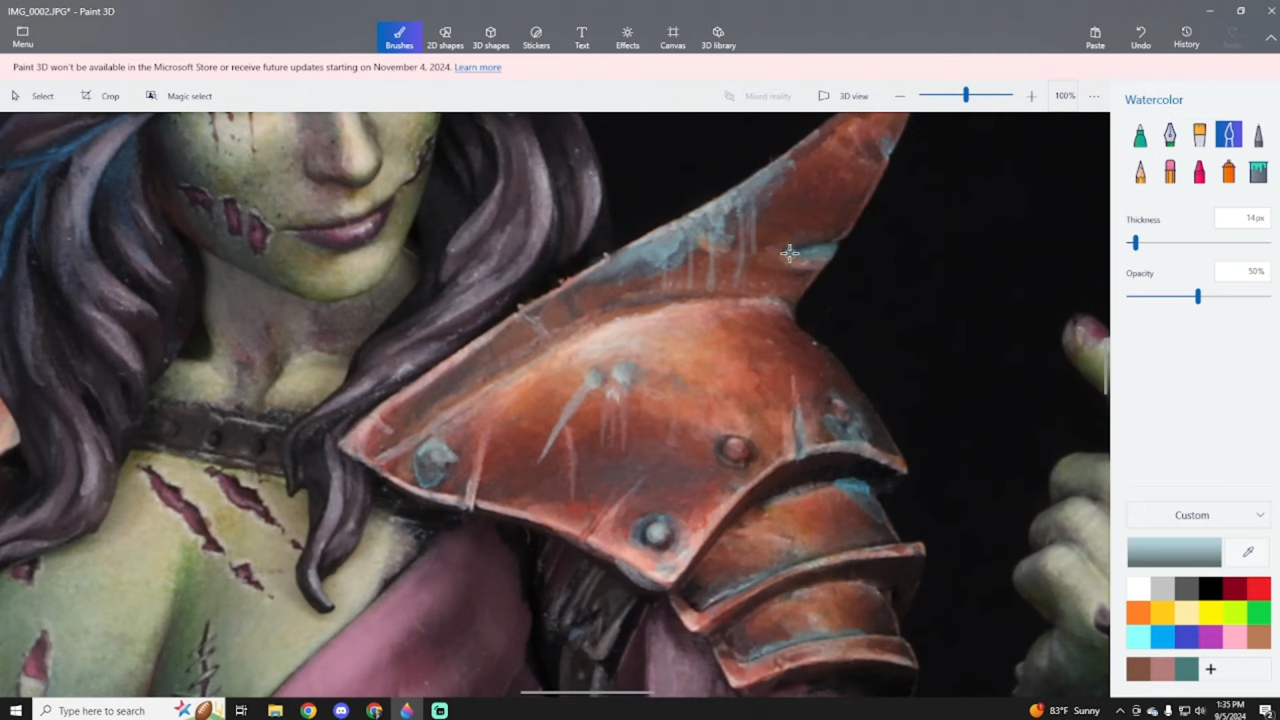 IMG_0002.JPG* - Paint 3D
Menu
Brushes
2D shapes
3D shapes
Stickers
Text
Effects
Canvas
3D library
Paste
Undo
History
Paint 3D won't be available in the Microsoft Store or receive future updates starting on November 4, 2024. Learn more
Select
Crop
Magic select
Mixed reality
3D view
100%
Watercolor
Thickness
14px
Opacity
50%
Custom
Type here to search
83°F Sunny
1:35 PM
9/5/2024